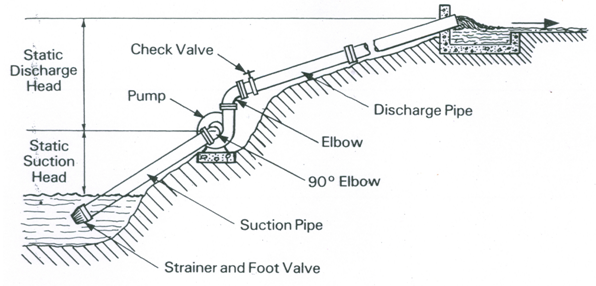 Static
Discharge
Head
Check Valve
Pump
Discharge Pipe
Elbow
Static
Suction
Head
90° Elbow
Suction Pipe
Strainer and Foot Valve